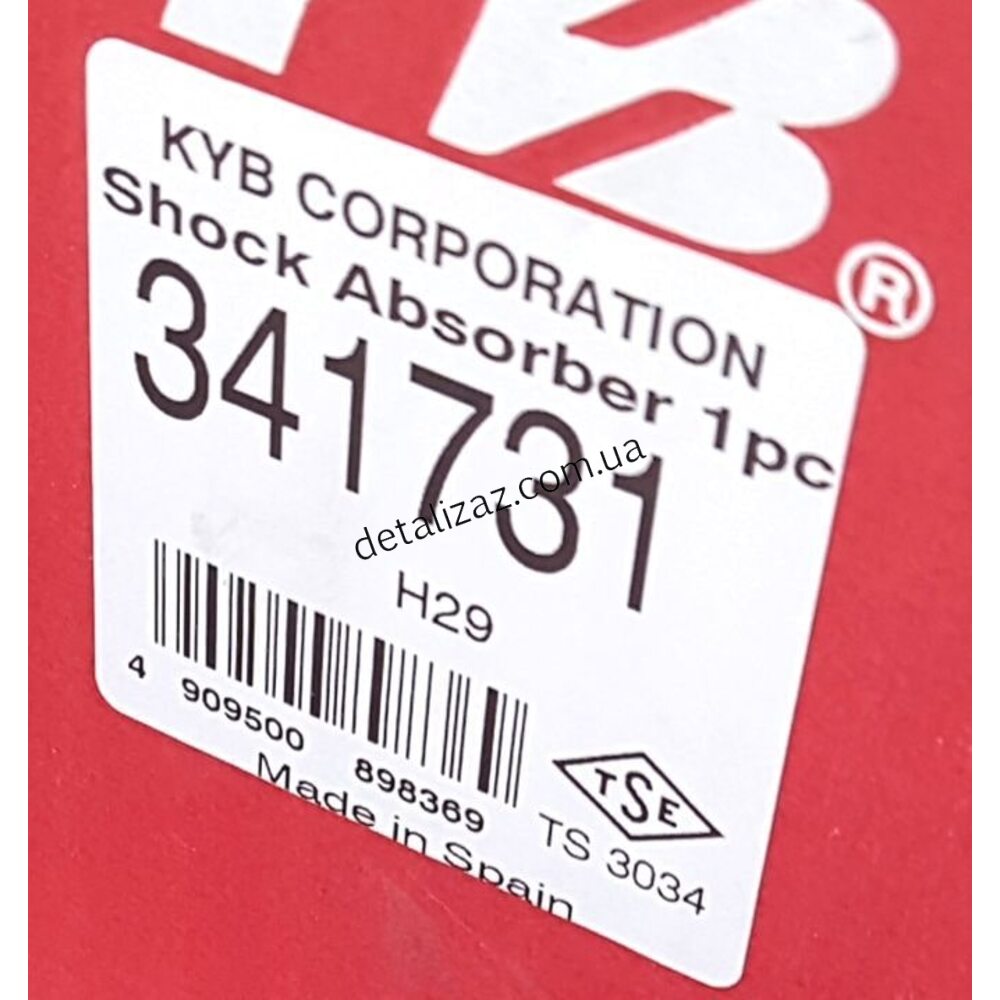 YB®
KYB CORPORATION
Shock Absorber 1pc
341731
detalizaz.com.ua
H29
4 909500 898369
TSE
TS 3034
Made in Spain